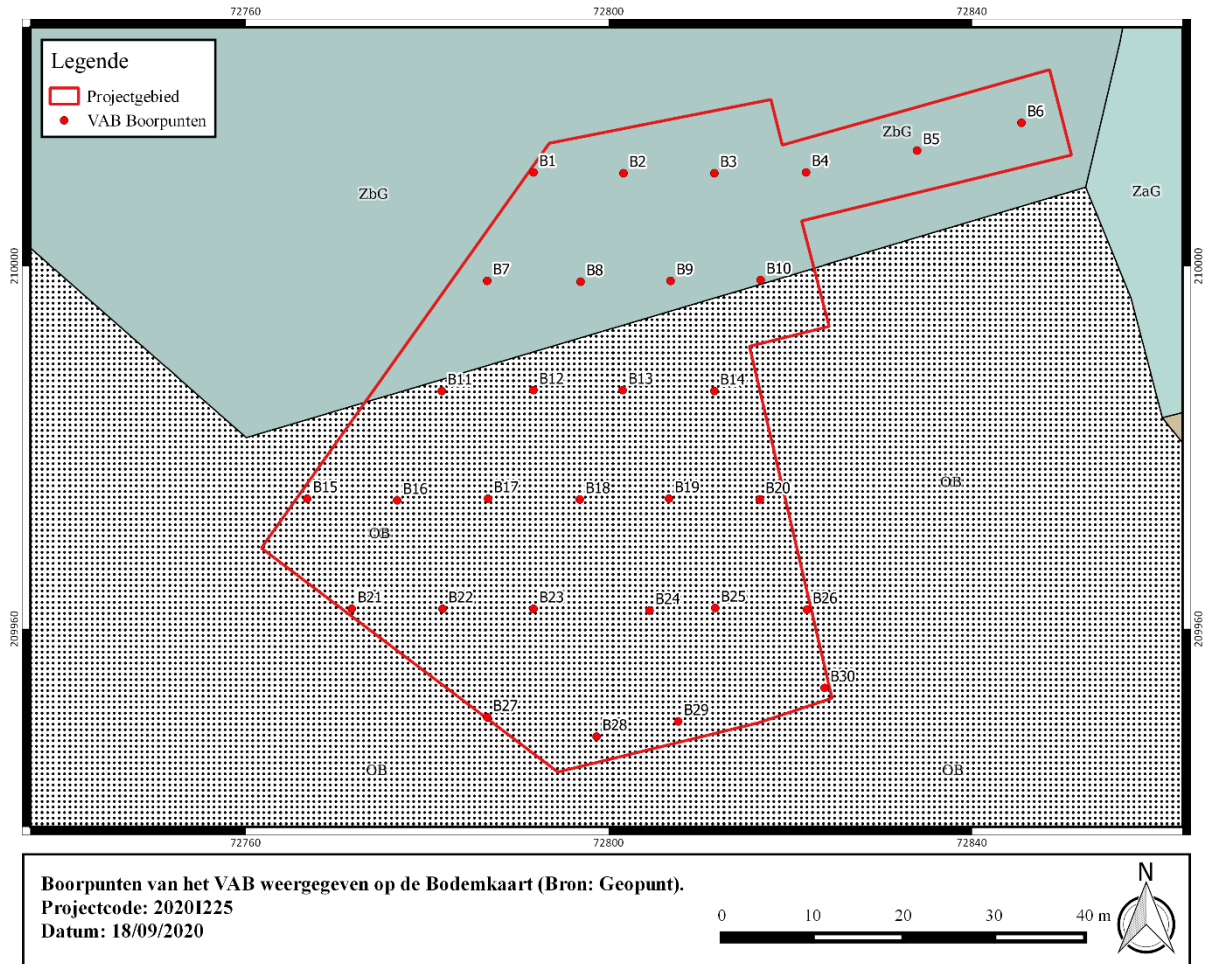 72760
72800
72840
Legende
Projectgebied
VAB Boorpunten
B6
ZbG
B5
B1
B2
B3
B4
ZbG
ZaG
210000
210000
B7
B8
B9
B10
B11
B12
B13
B14
OB
B15
B16
B17
B18
B19
B20
OB
B21
B22
B23
B24
B25
B26
209960
209960
B30
B27
B28
B29
OB
OB
72760
72800
72840
Boorpunten van het VAB weergegeven op de Bodemkaart (Bron: Geopunt).
Projectcode: 2020I225
Datum: 18/09/2020
0 10 20 30 40 m
N